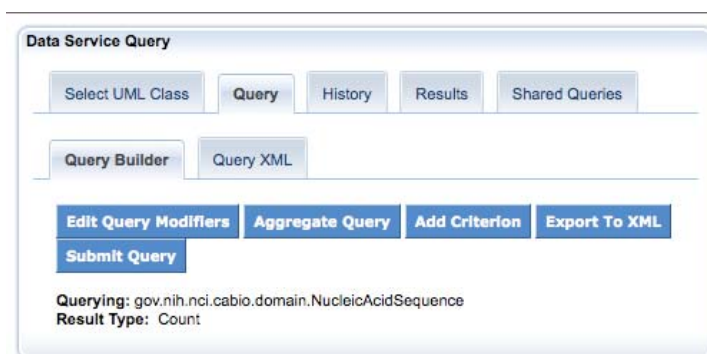 Data Service Query
Select UML Class Query History Results Shared Queries
Query Builder Query XML
Edit Query Modifiers Aggregate Query Add Criterion Export To XML
Submit Query
Querying: gov.nih.nci.cabio.domain.NucleicAcidSequence
Result Type: Count